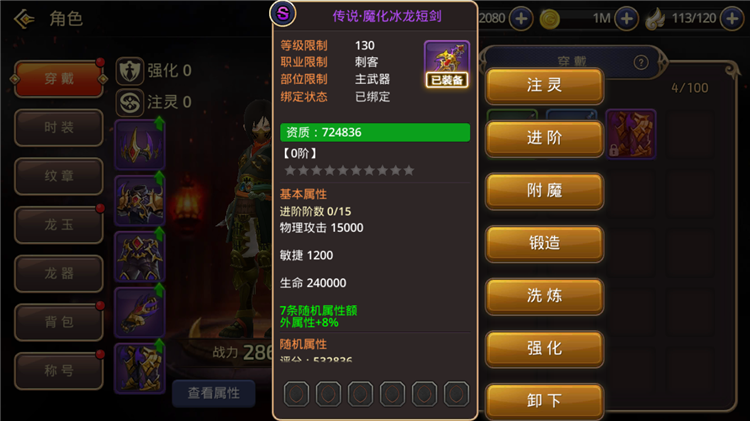 角色
2080
1M
113/120
穿戴
时装
纹章
龙玉
龙器
背包
称号
强化 0
注灵 0
战力 286
查看属性
S
传说·魔化冰龙短剑
等级限制 130
职业限制 刺客
部位限制 主武器
绑定状态 已绑定
已装备
资质：724836
【0阶】
基本属性
进阶阶数 0/15
物理攻击 15000
敏捷 1200
生命 240000
7条随机属性额
外属性+8%
随机属性
评分：532836
穿戴
?
4/100
注灵
进阶
附魔
锻造
洗炼
强化
卸下